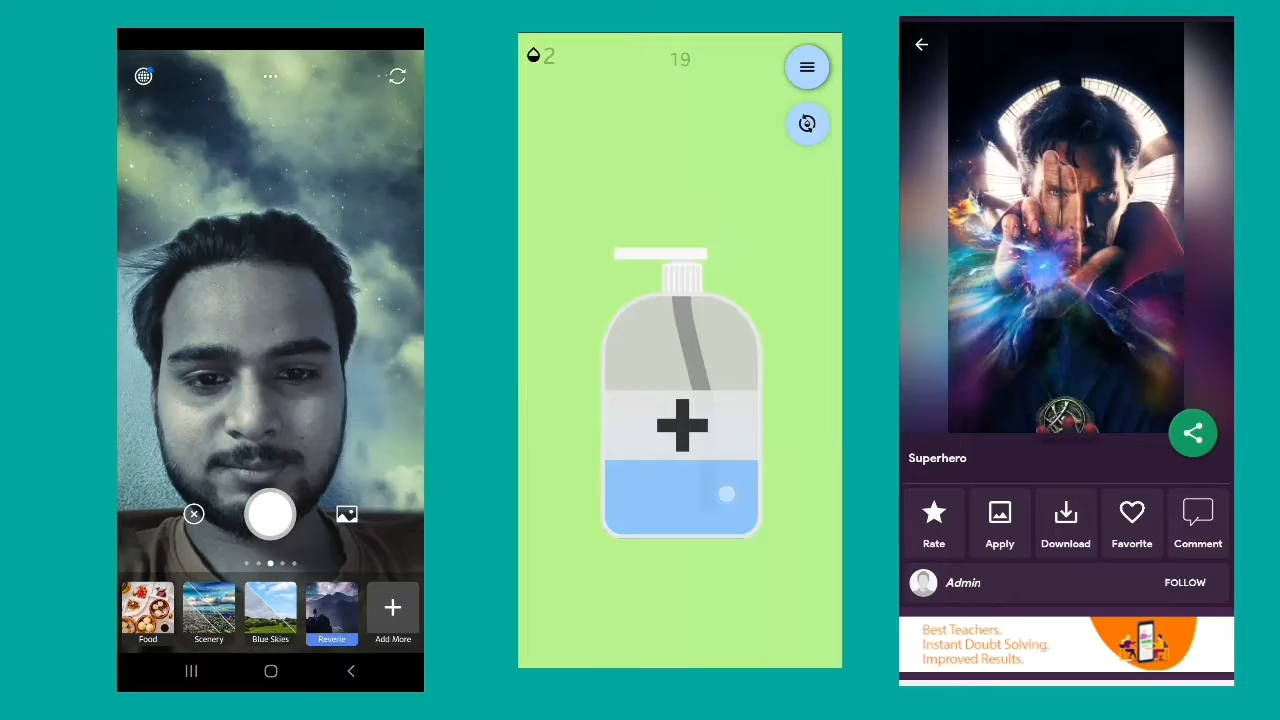 Food
Scenery
Blue Skies
Reverie
Add More
2
19
Superhero
Rate
Apply
Download
Favorite
Comment
Admin
FOLLOW
Best Teachers.
Instant Doubt Solving.
Improved Results.